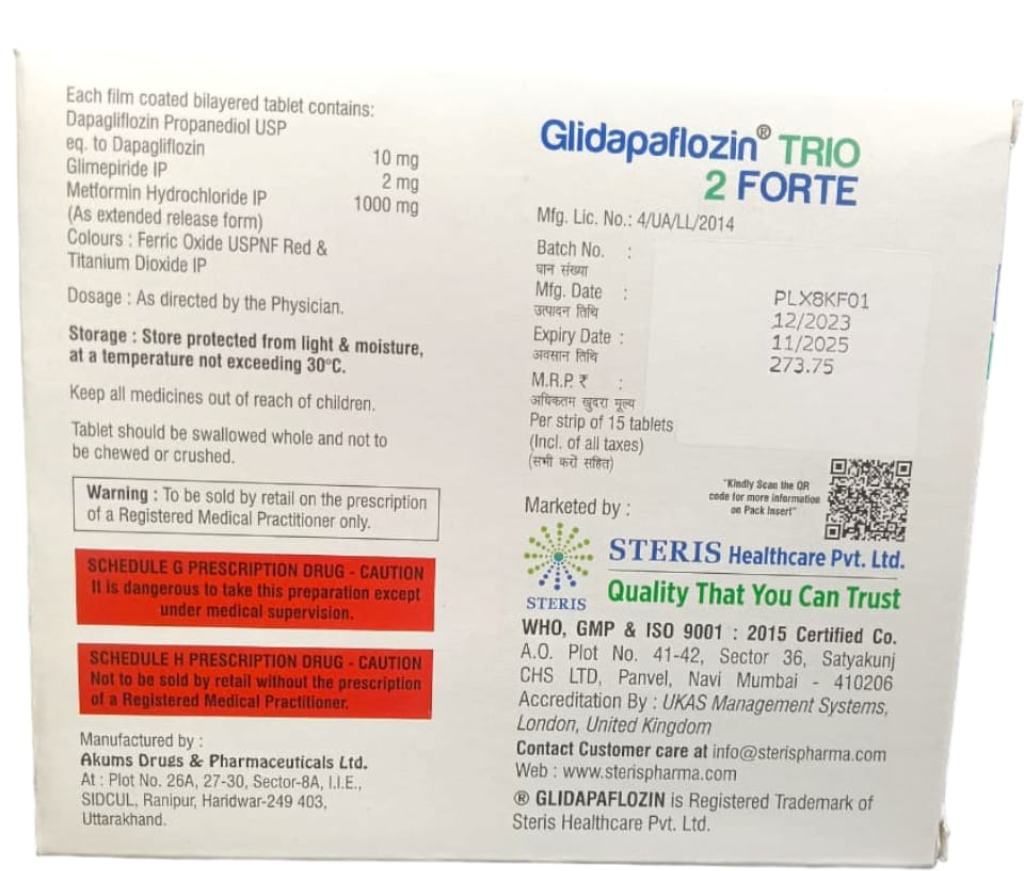 Each film coated bilayered tablet contains:
Dapagliflozin Propanediol USP
eq. to Dapagliflozin 10 mg
Glimepiride IP 2 mg
Metformin Hydrochloride IP 1000 mg
(As extended release form)
Colours : Ferric Oxide USPNF Red &
Titanium Dioxide IP
Dosage : As directed by the Physician.
Storage : Store protected from light & moisture,
at a temperature not exceeding 30°C.
Keep all medicines out of reach of children.
Tablet should be swallowed whole and not to
be chewed or crushed.
Warning : To be sold by retail on the prescription
of a Registered Medical Practitioner only.
SCHEDULE G PRESCRIPTION DRUG - CAUTION
It is dangerous to take this preparation except
under medical supervision.
SCHEDULE H PRESCRIPTION DRUG - CAUTION
Not to be sold by retail without the prescription
of a Registered Medical Practitioner.
Manufactured by :
Akums Drugs & Pharmaceuticals Ltd.
At : Plot No. 26A, 27-30, Sector-8A, I.I.E.,
SIDCUL, Ranipur, Haridwar-249 403,
Uttarakhand.
Glidapaflozin® TRIO
2 FORTE
Mfg. Lic. No.: 4/UA/LL/2014
Batch No. :
घान संख्या
PLX8KF01
Mfg. Date :
उत्पादन तिथि
12/2023
Expiry Date :
अवसान तिथि
11/2025
M.R.P. ₹ :
अधिकतम खुदरा मूल्य
273.75
Per strip of 15 tablets
(Incl. of all taxes)
(सभी करों सहित)
"Kindly Scan the QR
code for more information
on Pack Insert"
Marketed by :
STERIS
STERIS Healthcare Pvt. Ltd.
Quality That You Can Trust
WHO, GMP & ISO 9001 : 2015 Certified Co.
A.O. Plot No. 41-42, Sector 36, Satyakunj
CHS LTD, Panvel, Navi Mumbai - 410206
Accreditation By : UKAS Management Systems,
London, United Kingdom
Contact Customer care at info@sterispharma.com
Web : www.sterispharma.com
® GLIDAPAFLOZIN is Registered Trademark of
Steris Healthcare Pvt. Ltd.